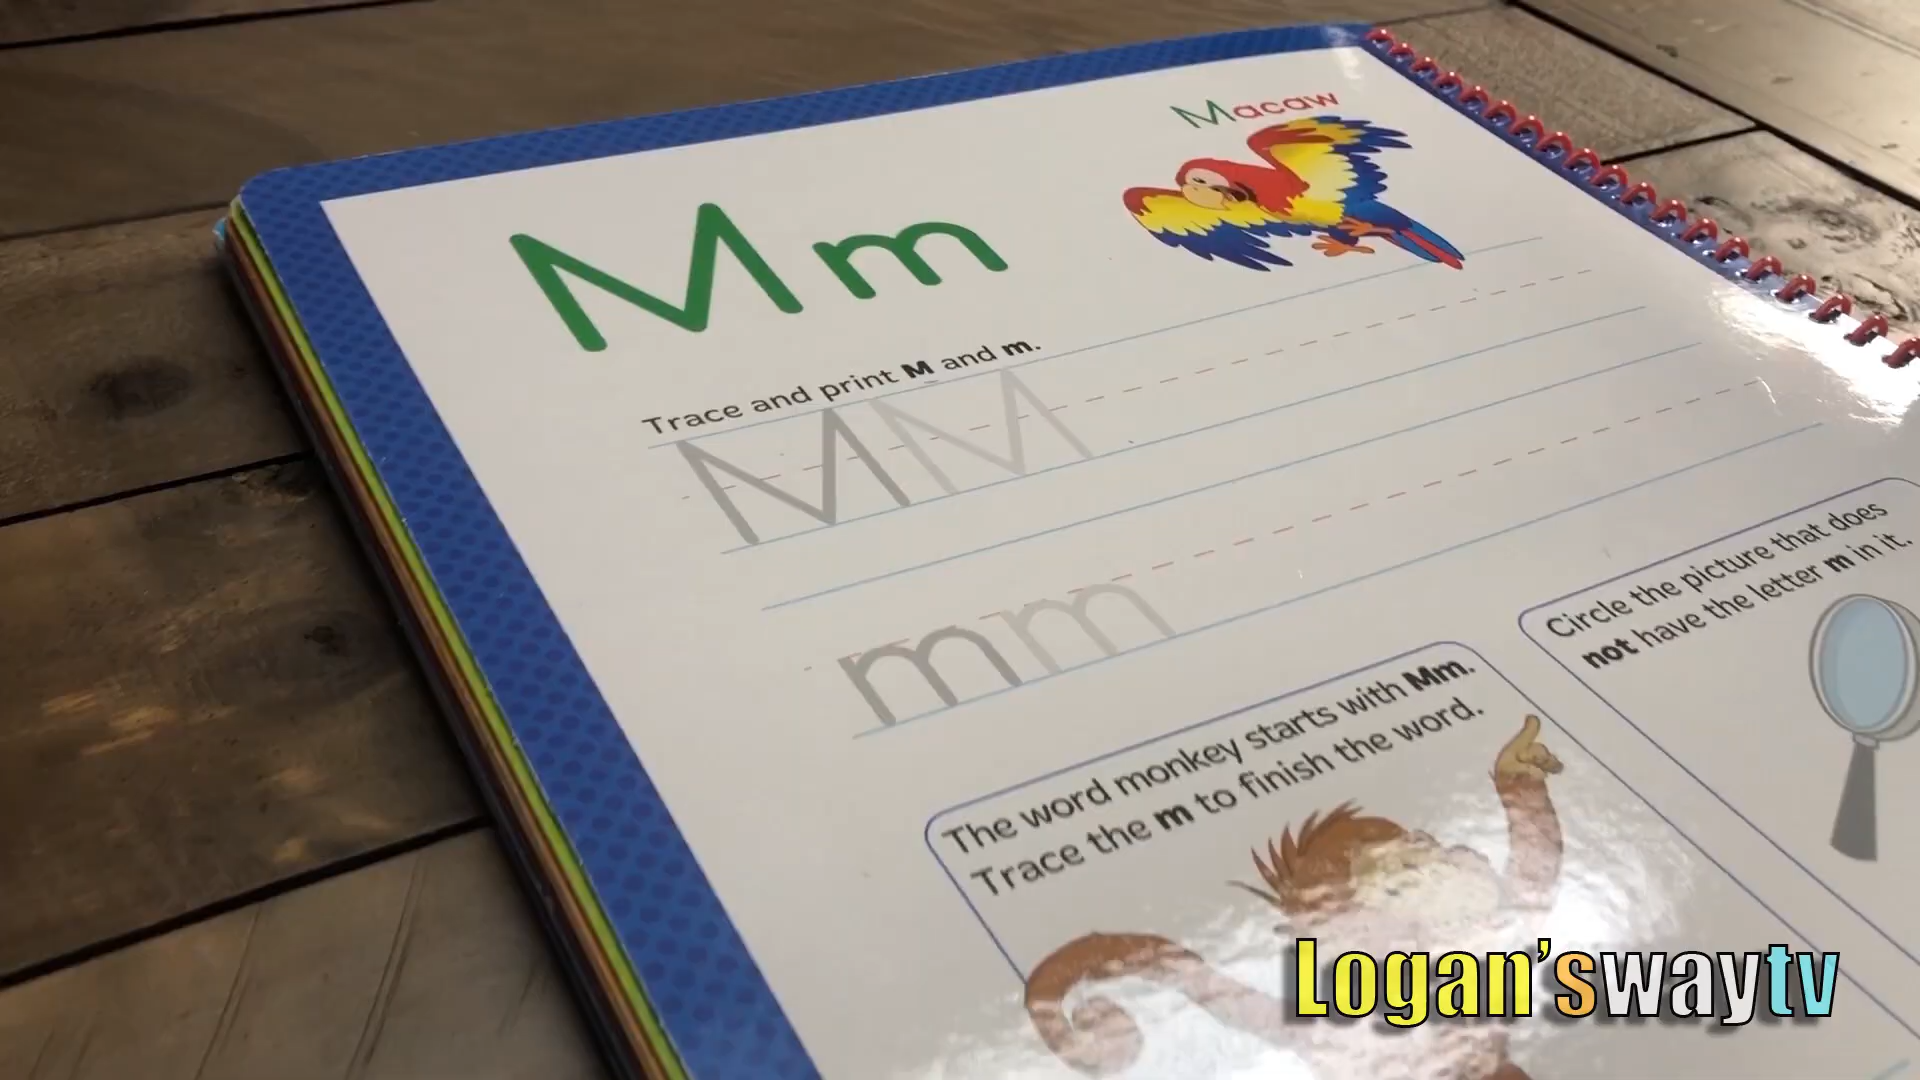 Macaw
Mm
Trace and print M and m.
MM
mm
The word monkey starts with Mm.
Trace the m to finish the word.
Circle the picture that does
not have the letter m in it.
Logan'swaytv